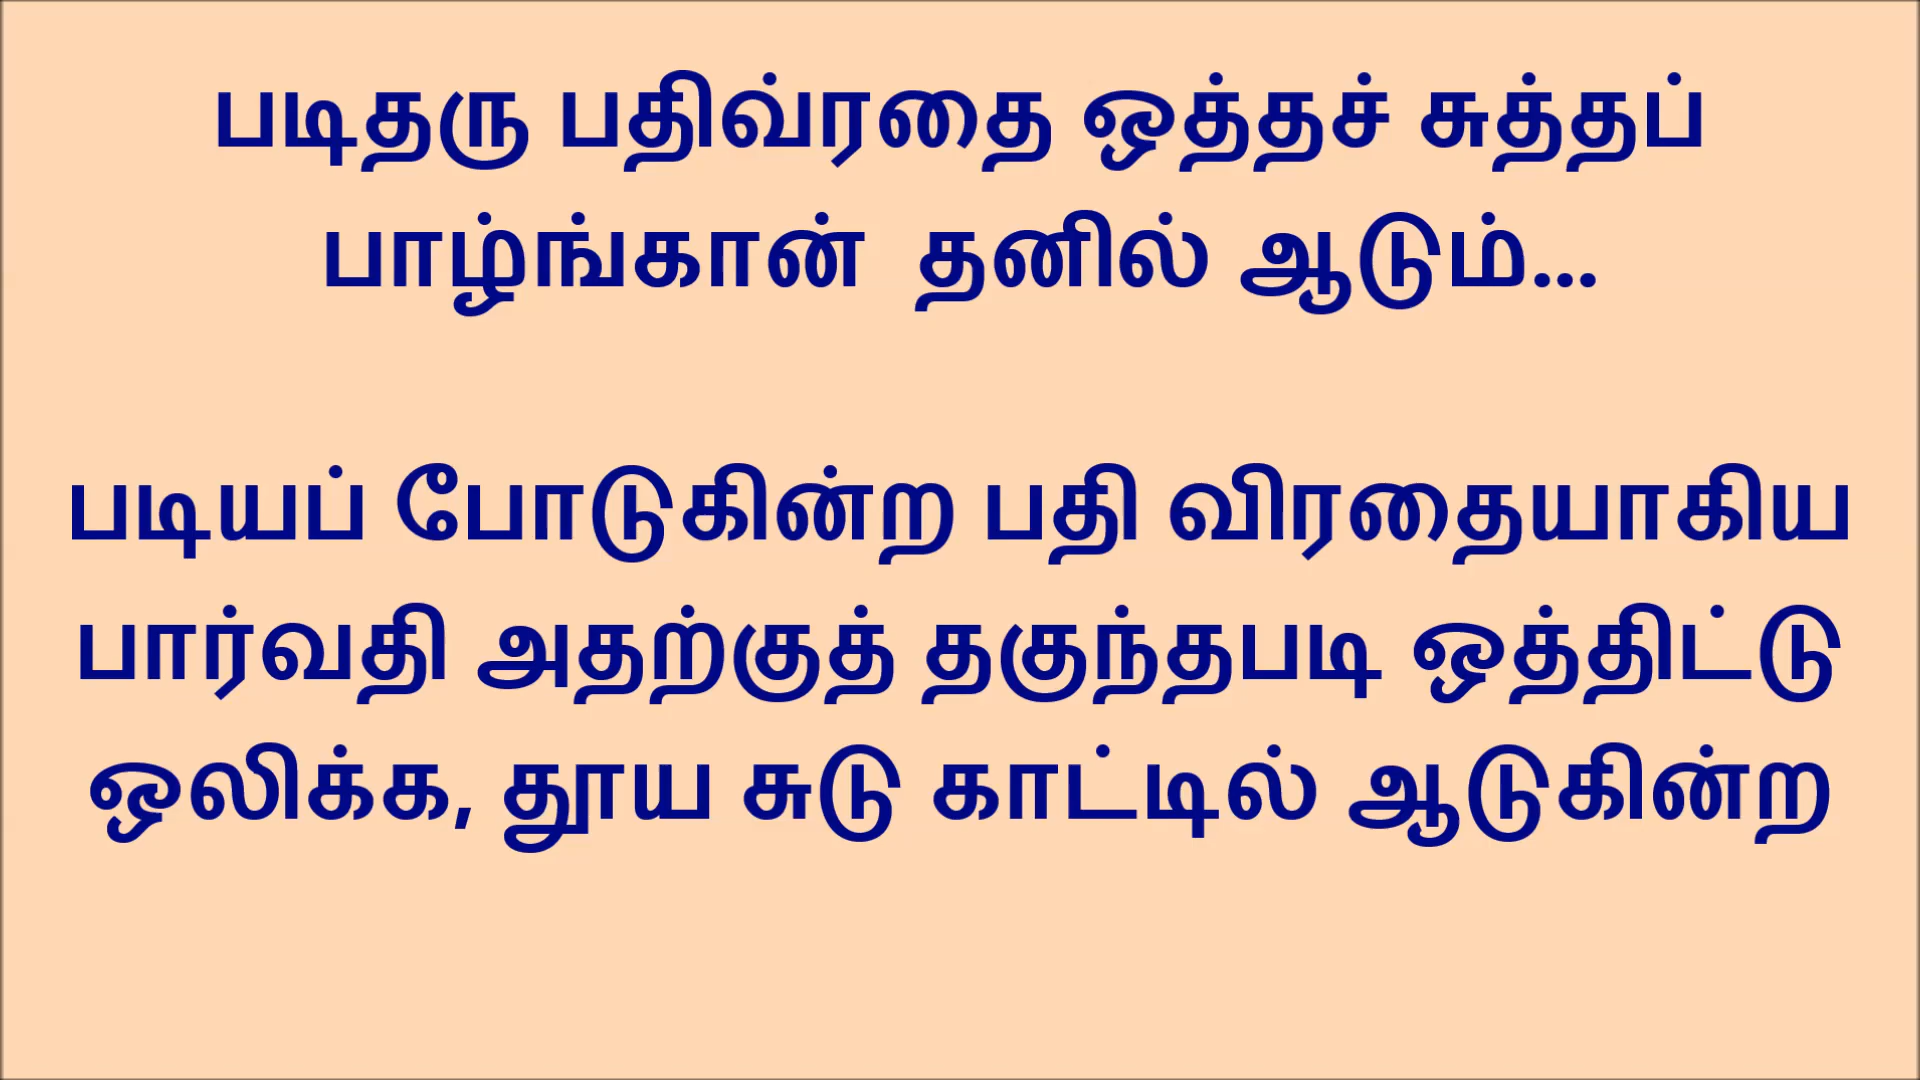 படிதரு பதிவ்ரதை ஒத்தச் சுத்தப்
பாழ்ங்கான் தனில் ஆடும்...
படியப் போடுகின்ற பதி விரதையாகிய
பார்வதி அதற்குத் தகுந்தபடி ஒத்திட்டு
ஒலிக்க, தூய சுடு காட்டில் ஆடுகின்ற